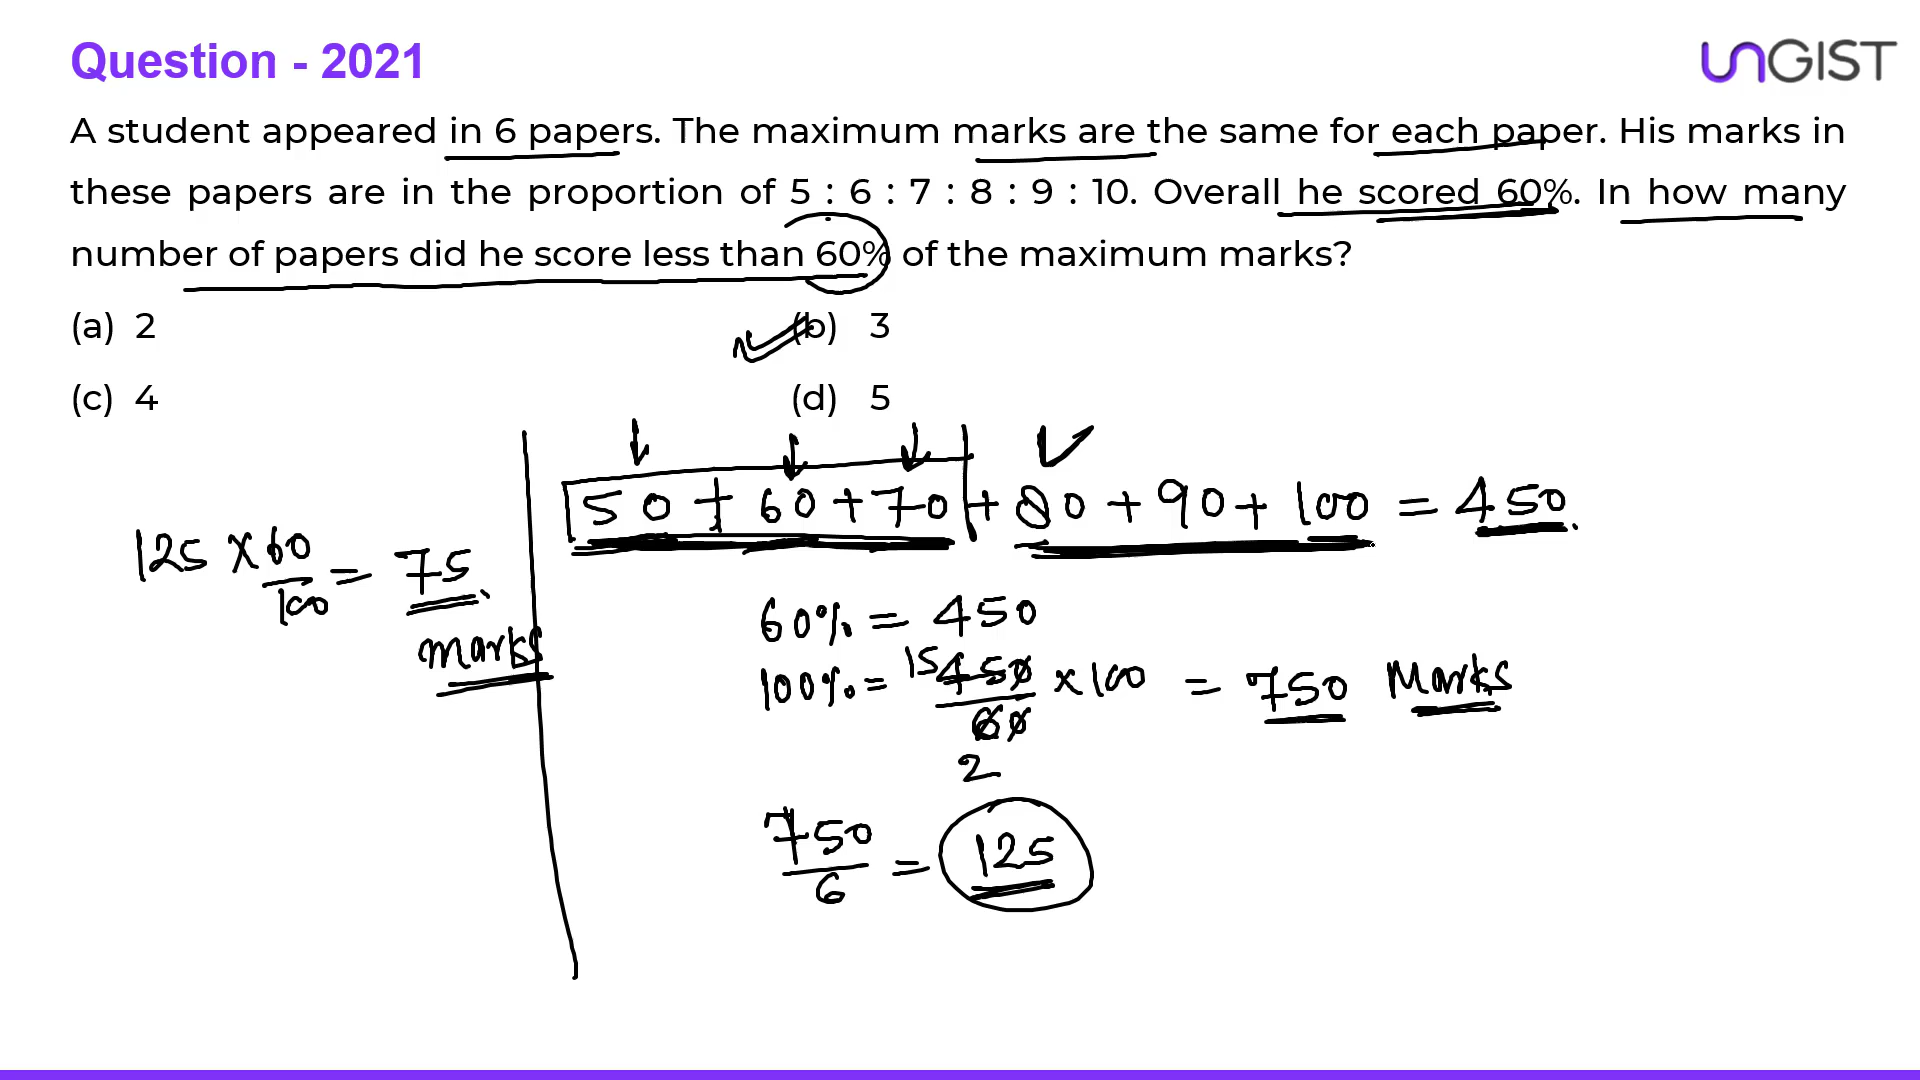 Question - 2021
UNGIST
A student appeared in 6 papers. The maximum marks are the same for each paper. His marks in
these papers are in the proportion of 5 : 6 : 7 : 8 : 9 : 10. Overall he scored 60%. In how many
number of papers did he score less than 60% of the maximum marks?
(a) 2
(b) 3
(c) 4
(d) 5
50 + 60 + 70 + 80 + 90 + 100 = 450.
125 x 60/100 = 75.
marks
60% = 450
100% = 15 450/60 2 x 100 = 750 Marks
750/6 = 125